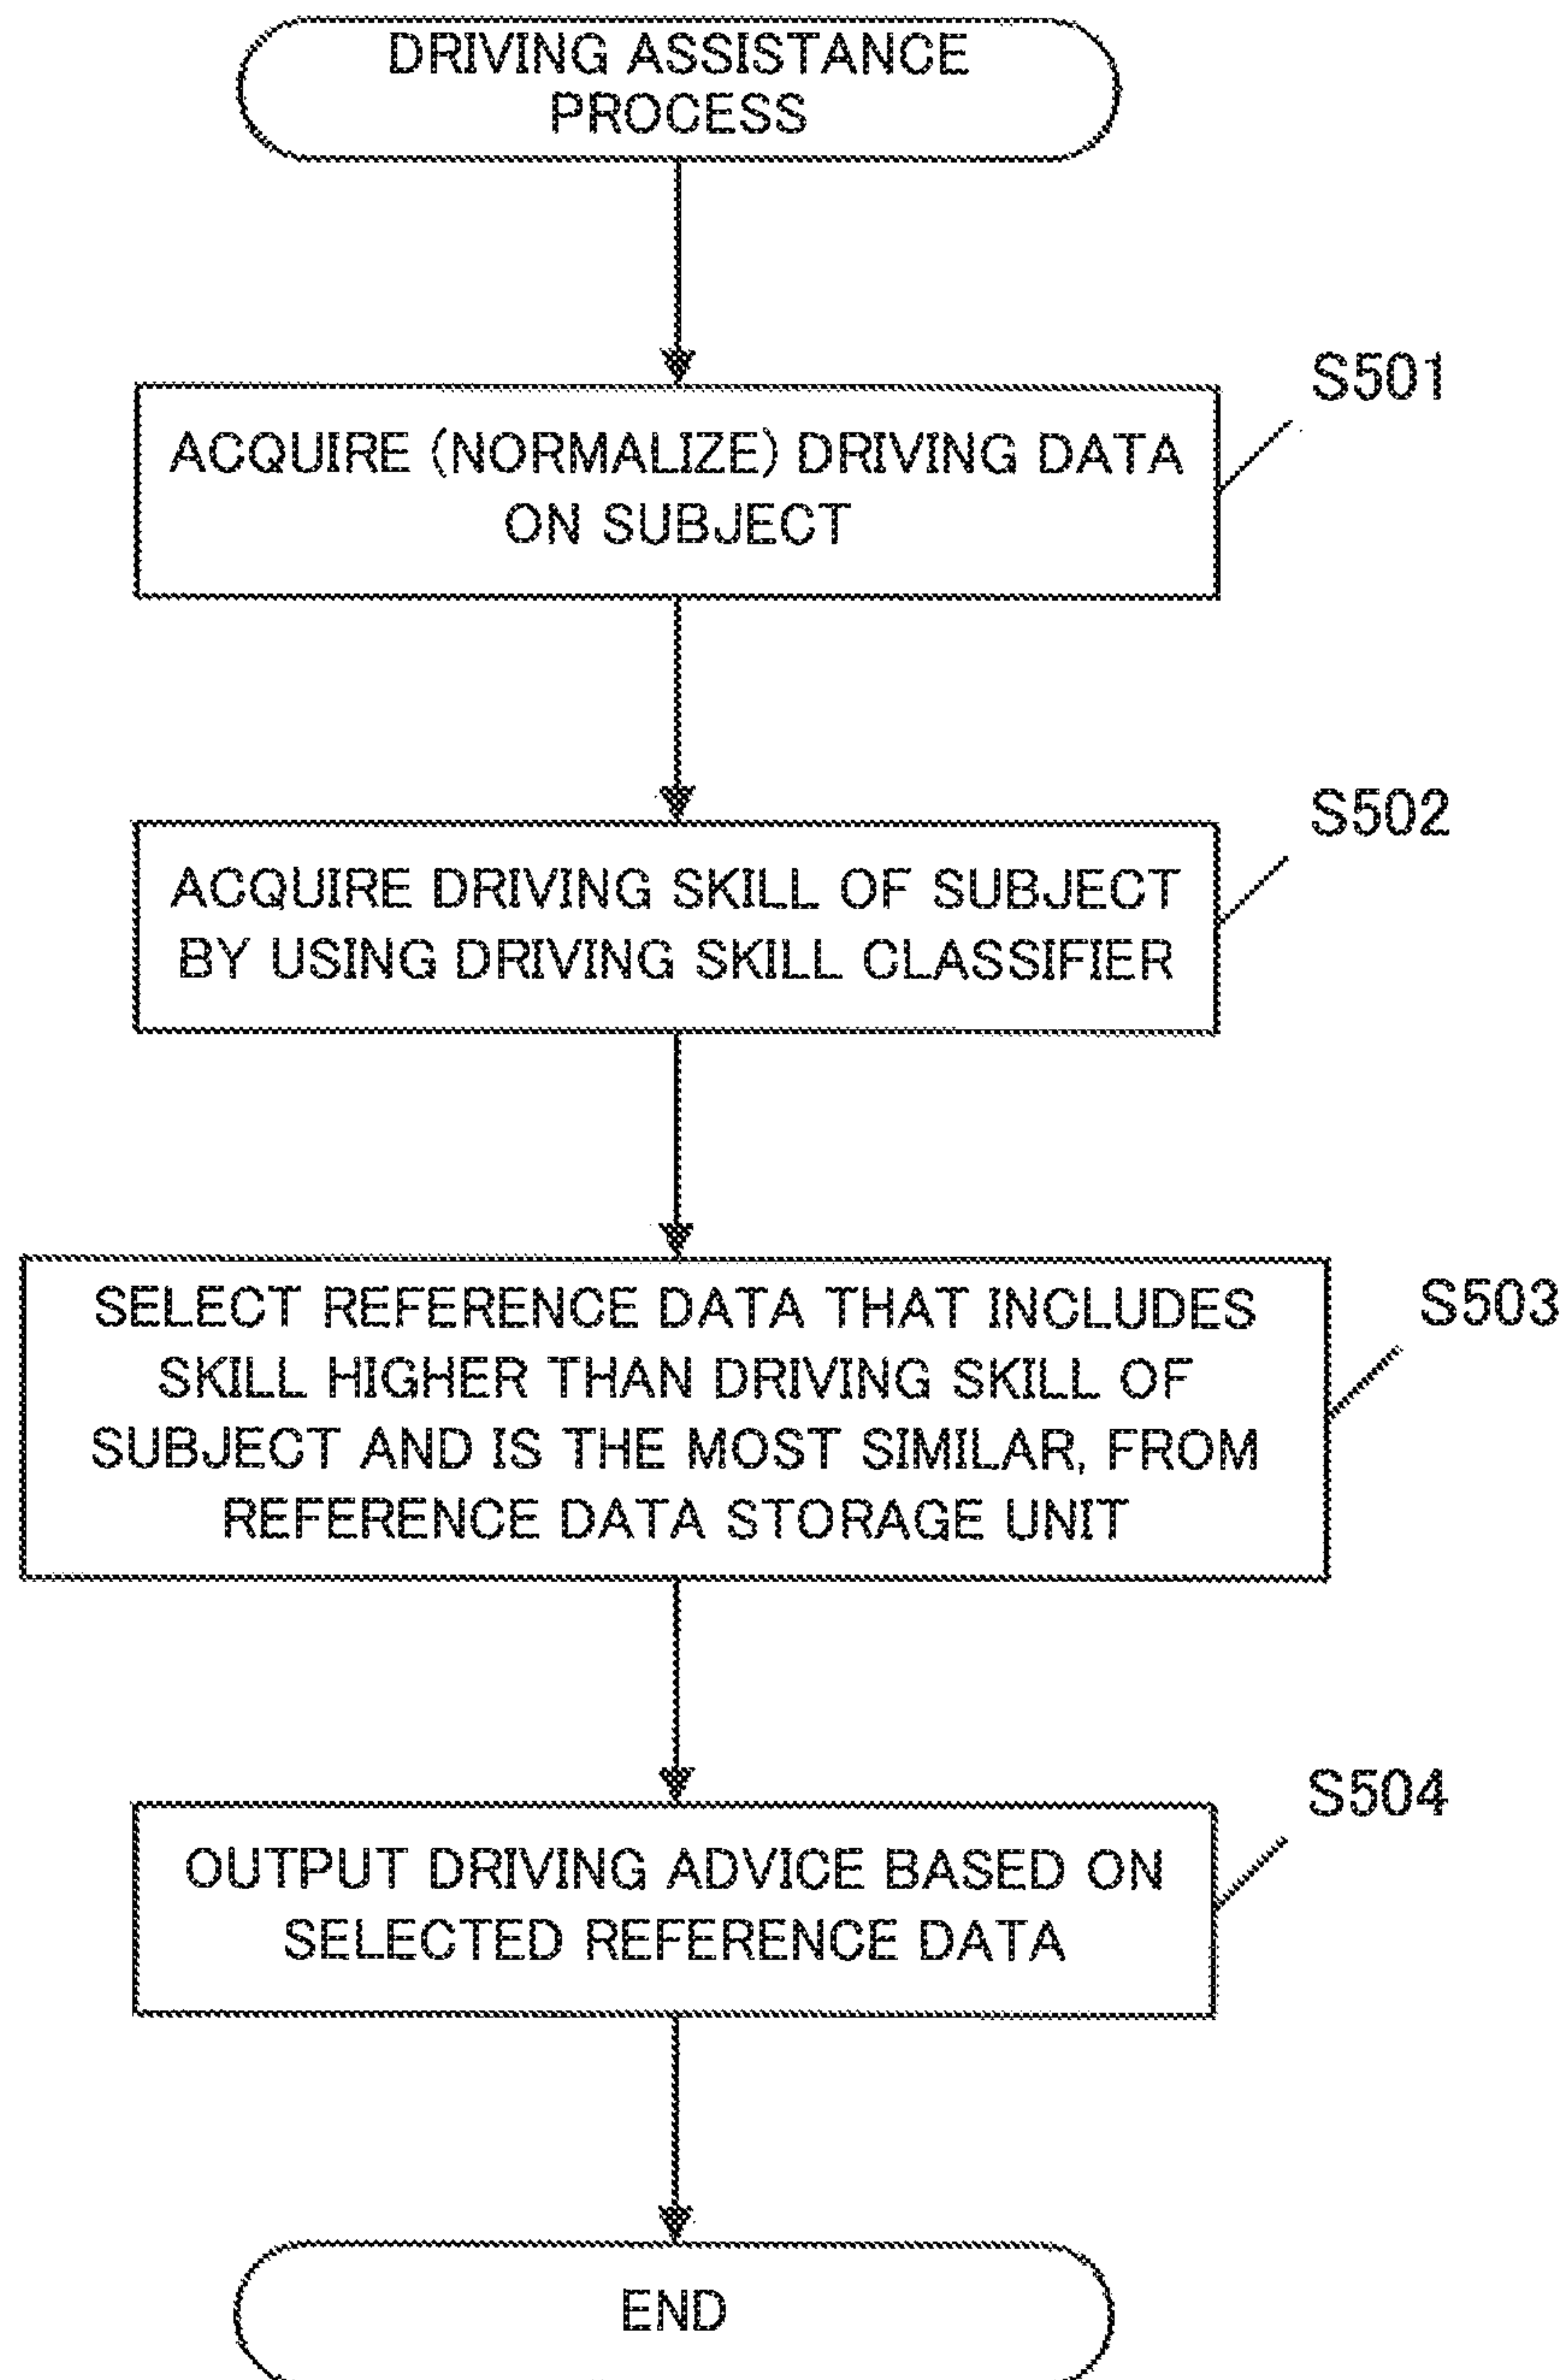 DRIVING ASSISTANCE
PROCESS
S501
ACQUIRE (NORMALIZE) DRIVING DATA
ON SUBJECT
S502
ACQUIRE DRIVING SKILL OF SUBJECT
BY USING DRIVING SKILL CLASSIFIER
S503
SELECT REFERENCE DATA THAT INCLUDES
SKILL HIGHER THAN DRIVING SKILL OF
SUBJECT AND IS THE MOST SIMILAR, FROM
REFERENCE DATA STORAGE UNIT
S504
OUTPUT DRIVING ADVICE BASED ON
SELECTED REFERENCE DATA
END